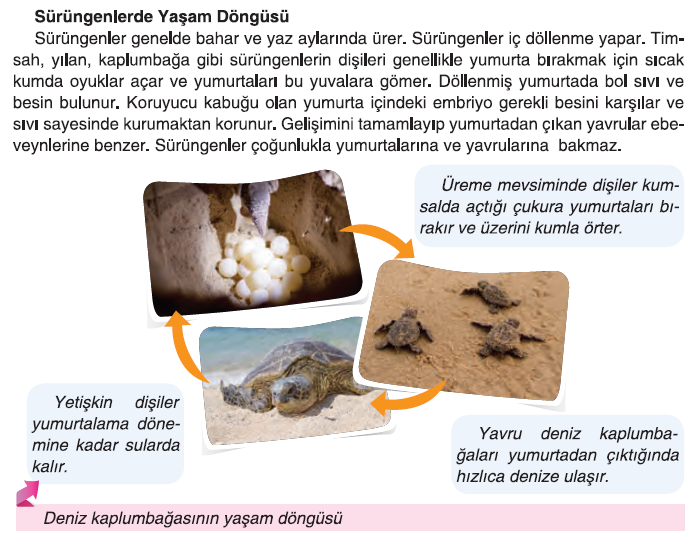 Sürüngenlerde Yaşam Döngüsü
Sürüngenler genelde bahar ve yaz aylarında ürer. Sürüngenler iç döllenme yapar. Tim-
sah, yılan, kaplumbağa gibi sürüngenlerin dişileri genellikle yumurta bırakmak için sıcak
kumda oyuklar açar ve yumurtaları bu yuvalara gömer. Döllenmiş yumurtada bol sıvı ve
besin bulunur. Koruyucu kabuğu olan yumurta içindeki embriyo gerekli besini karşılar ve
sıvı sayesinde kurumaktan korunur. Gelişimini tamamlayıp yumurtadan çıkan yavrular ebe-
veynlerine benzer. Sürüngenler çoğunlukla yumurtalarına ve yavrularına bakmaz.
Üreme mevsiminde dişiler kum-
salda açtığı çukura yumurtaları bı-
rakır ve üzerini kumla örter.
Yetişkin dişiler
yumurtalama döne-
mine kadar sularda
kalır.
Yavru deniz kaplumba-
ğaları yumurtadan çıktığında
hızlıca denize ulaşır.
Deniz kaplumbağasının yaşam döngüsü